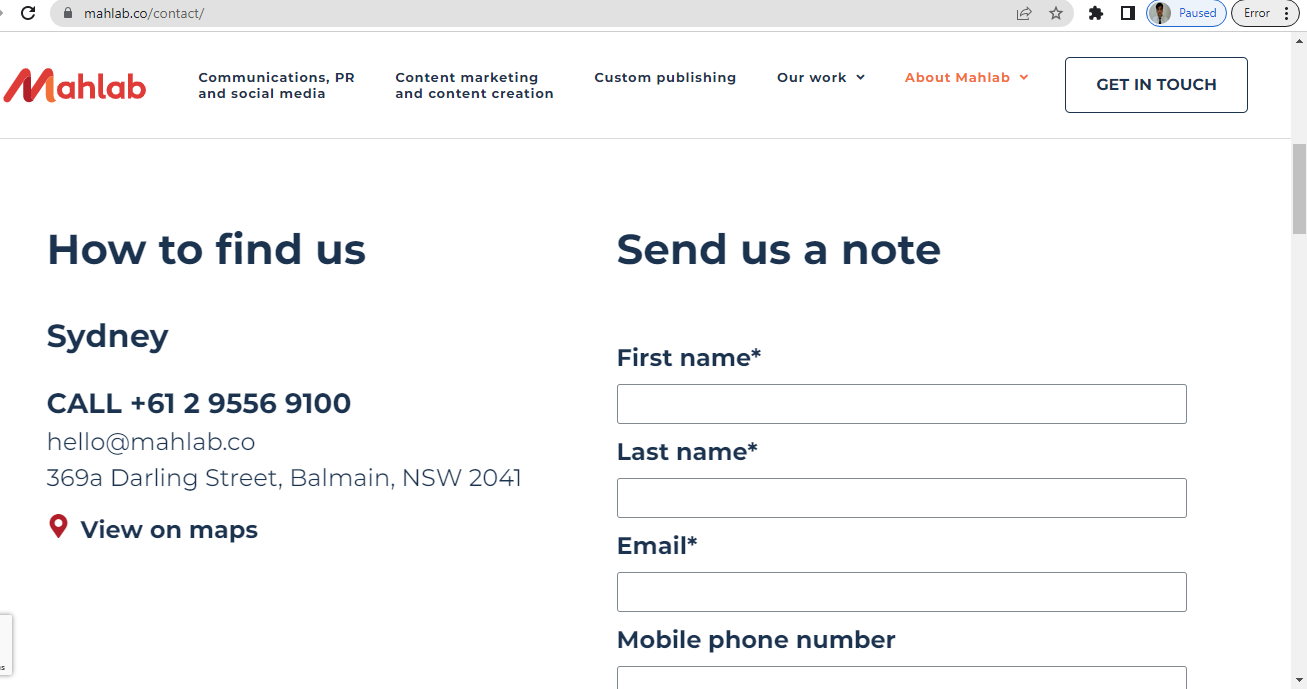 mahlab.co/contact/
Paused
Error
Mahlab
Communications, PR
and social media
Content marketing
and content creation
Custom publishing
Our work
About Mahlab
GET IN TOUCH
How to find us
Sydney
CALL +61 2 9556 9100
hello@mahlab.co
369a Darling Street, Balmain, NSW 2041
View on maps
Send us a note
First name*
Last name*
Email*
Mobile phone number